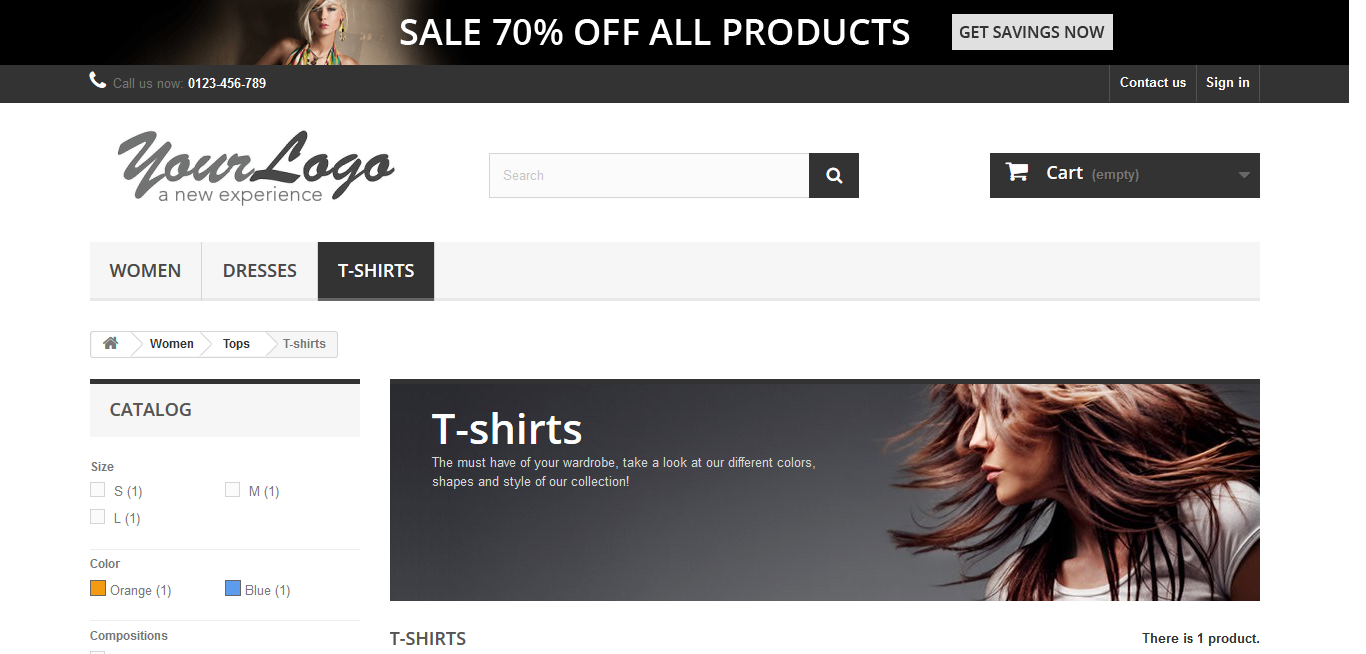 SALE 70% OFF ALL PRODUCTS
GET SAVINGS NOW
Call us now: 0123-456-789
Contact us
Sign in
YourLogo
a new experience
Search
Cart (empty)
WOMEN
DRESSES
T-SHIRTS
Women
Tops
T-shirts
CATALOG
Size
S (1)
M (1)
L (1)
Color
Orange (1)
Blue (1)
Compositions
T-shirts
The must have of your wardrobe, take a look at our different colors,
shapes and style of our collection!
T-SHIRTS
There is 1 product.